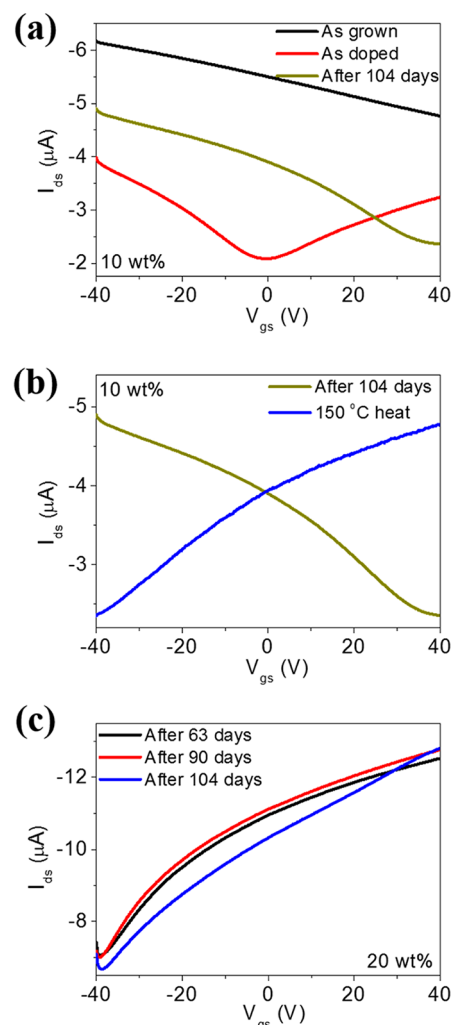 (a)
As grown
As doped
After 104 days
-6
-5
-4
-3
-2
I_ds (μA)
10 wt%
-40 -20 0 20 40
V_gs (V)
(b)
10 wt%
After 104 days
150 °C heat
-5
-4
-3
I_ds (μA)
-40 -20 0 20 40
V_gs (V)
(c)
After 63 days
After 90 days
After 104 days
-12
-10
-8
I_ds (μA)
20 wt%
-40 -20 0 20 40
V_gs (V)